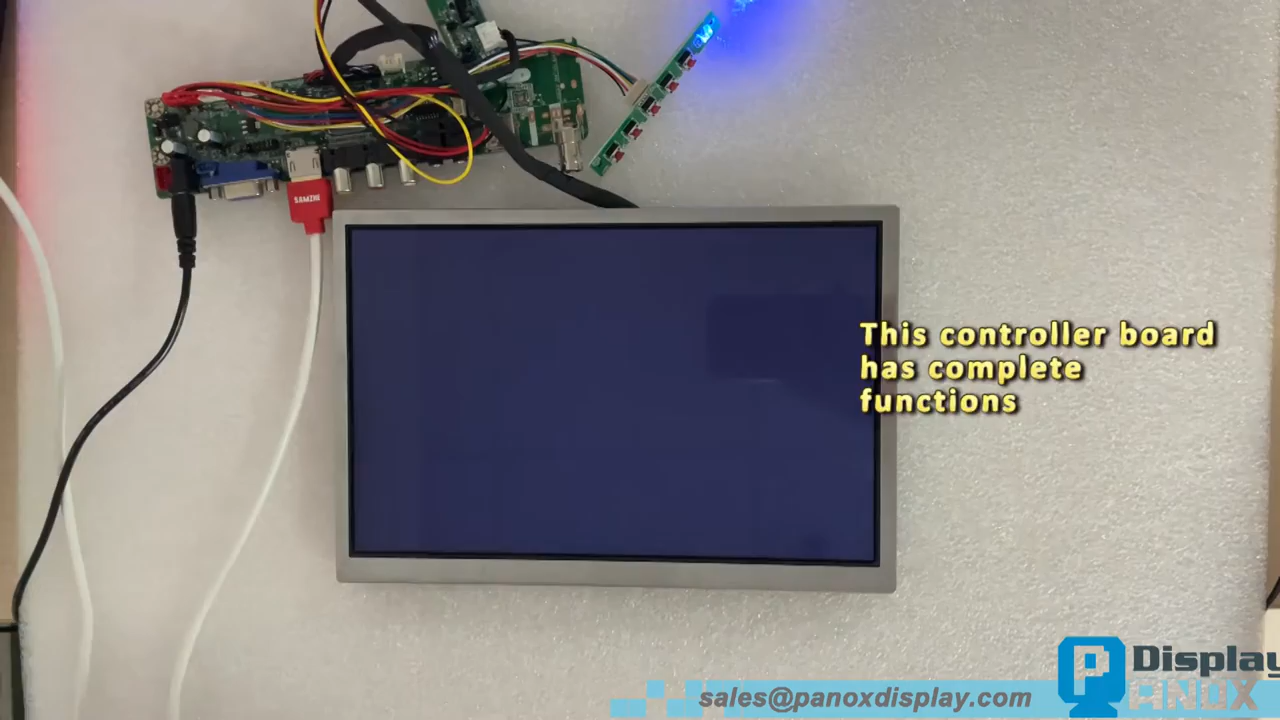 SAMZHE
This controller board
has complete
functions
Display
PANOX
sales@panoxdisplay.com